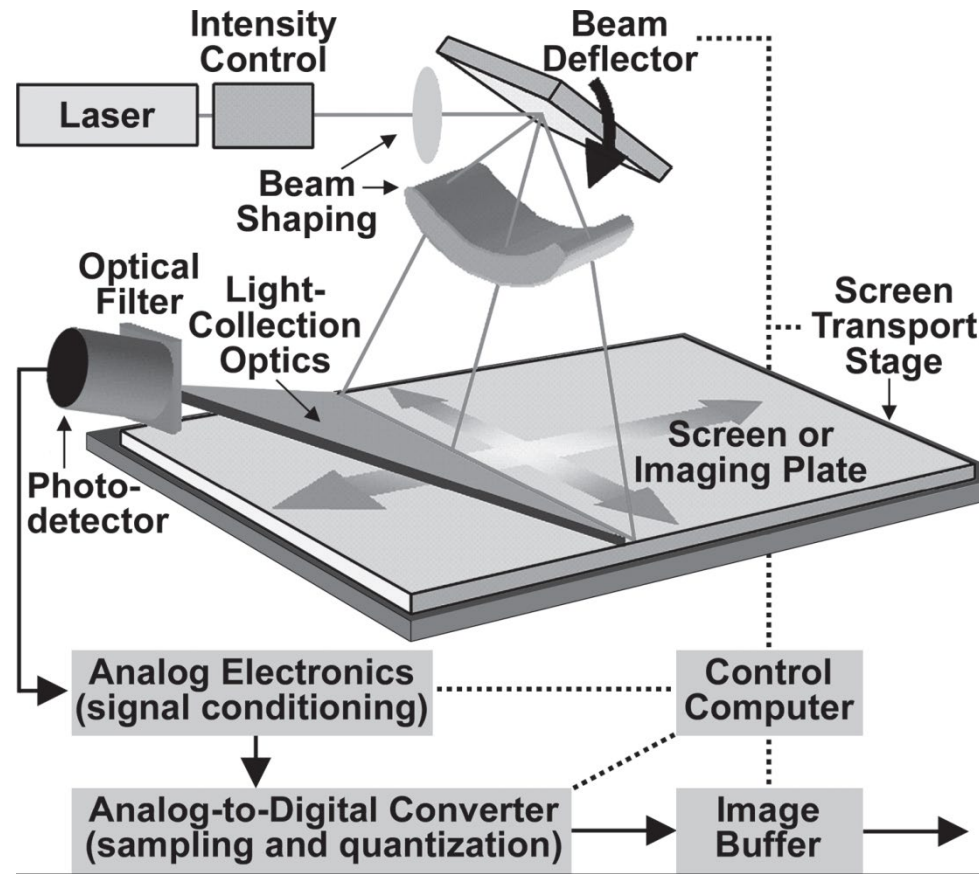 Intensity
Control
Beam
Deflector
Laser
Beam
Shaping
Optical
Filter
Light-
Collection
Optics
Screen
Transport
Stage
Screen or
Imaging Plate
Photo-
detector
Analog Electronics
(signal conditioning)
Control
Computer
Analog-to-Digital Converter
(sampling and quantization)
Image
Buffer